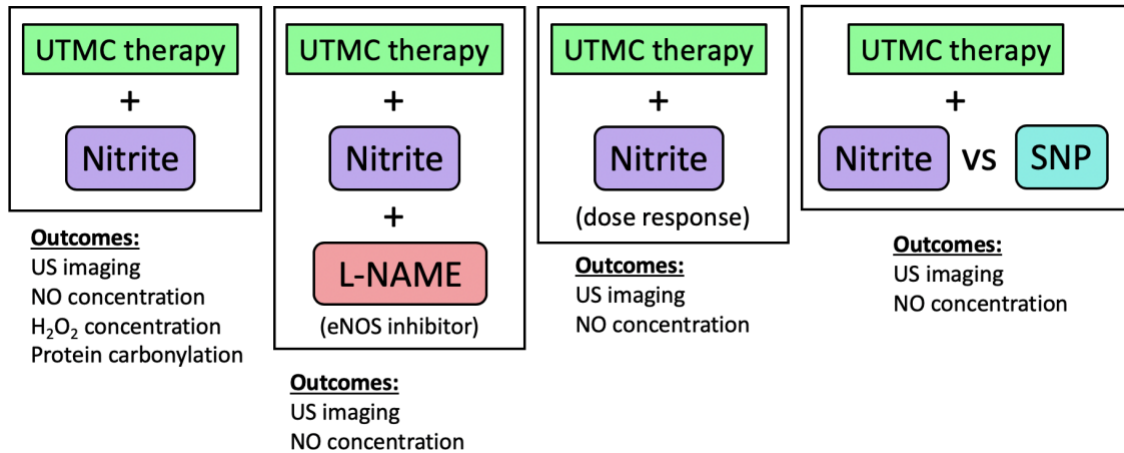 UTMC therapy
+
Nitrite
Outcomes:
US imaging
NO concentration
H₂O₂ concentration
Protein carbonylation
UTMC therapy
+
Nitrite
+
L-NAME
(eNOS inhibitor)
Outcomes:
US imaging
NO concentration
UTMC therapy
+
Nitrite
(dose response)
Outcomes:
US imaging
NO concentration
UTMC therapy
+
Nitrite vs SNP
Outcomes:
US imaging
NO concentration